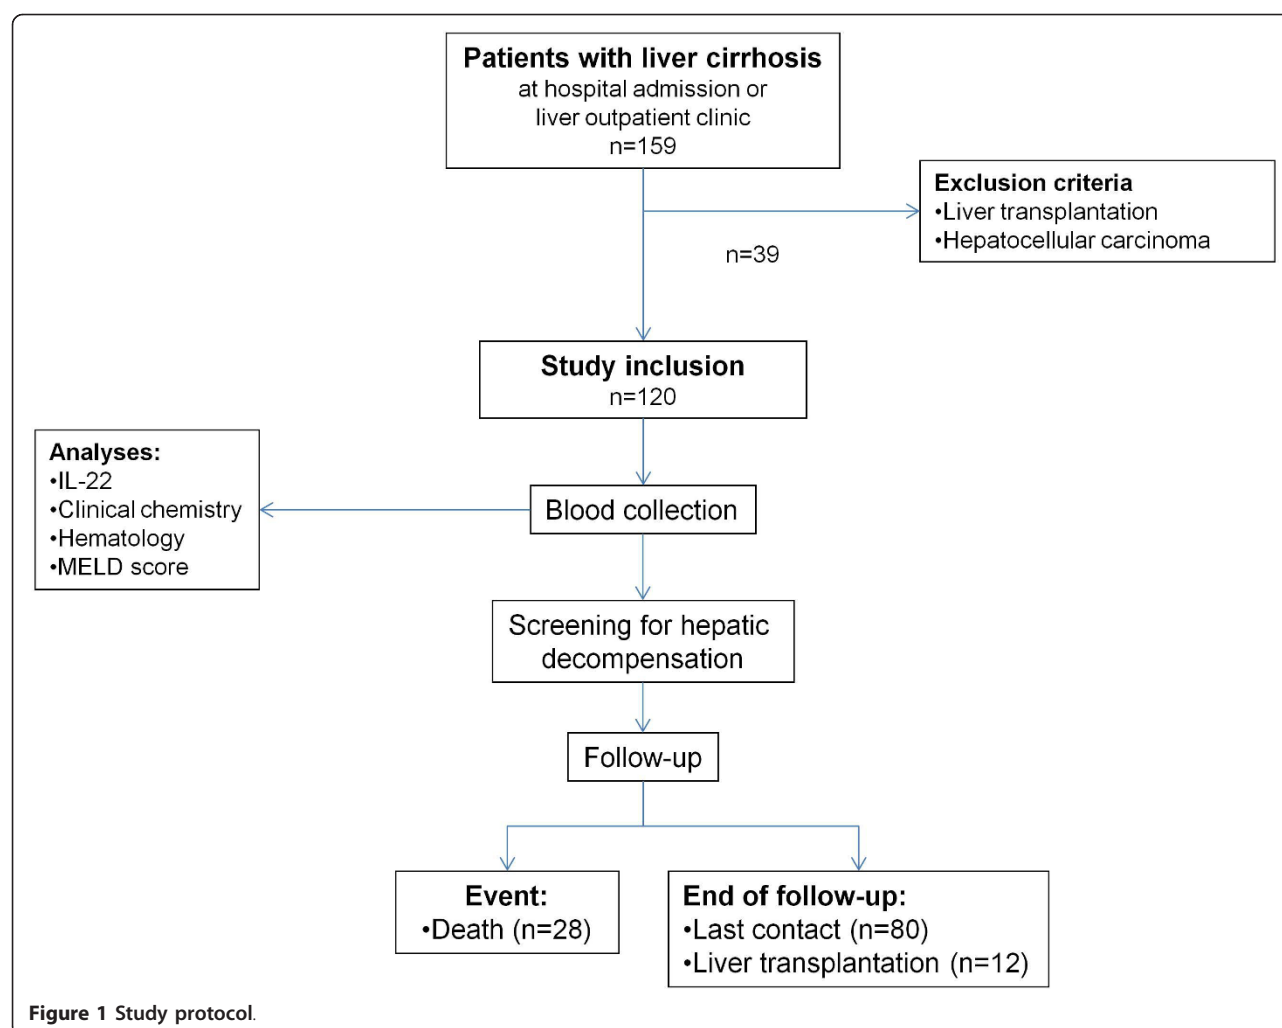 Patients with liver cirrhosis
at hospital admission or
liver outpatient clinic
n=159
Exclusion criteria
•Liver transplantation
•Hepatocellular carcinoma
n=39
Study inclusion
n=120
Analyses:
•IL-22
•Clinical chemistry
•Hematology
•MELD score
Blood collection
Screening for hepatic
decompensation
Follow-up
Event:
•Death (n=28)
End of follow-up:
•Last contact (n=80)
•Liver transplantation (n=12)
Figure 1 Study protocol.